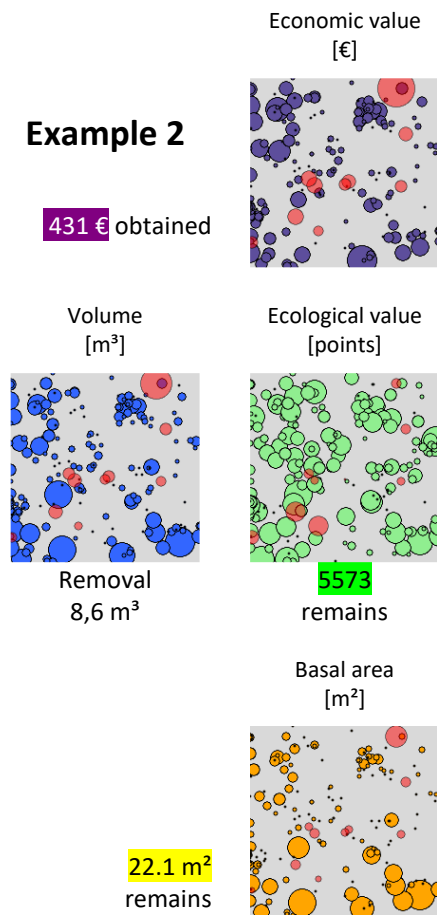 Economic value
[€]
Example 2
431 € obtained
Volume
[m³]
Ecological value
[points]
Removal
8,6 m³
5573
remains
Basal area
[m²]
22.1 m²
remains